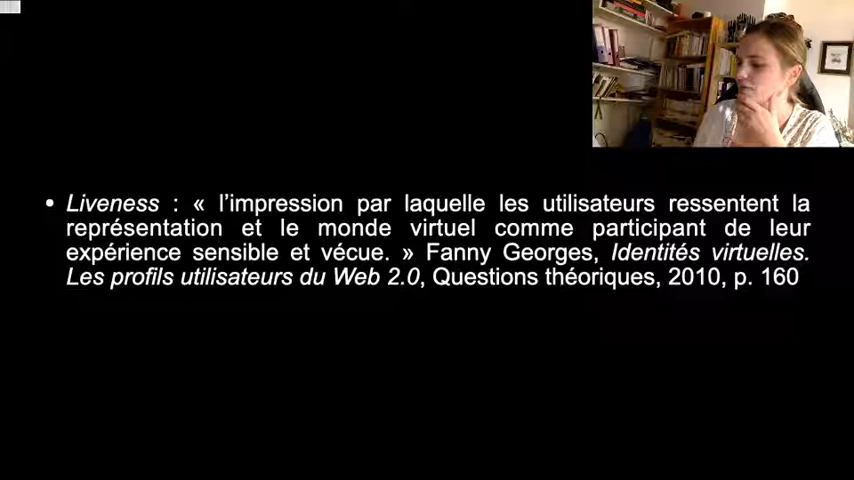 • Liveness : « l’impression par laquelle les utilisateurs ressentent la
représentation et le monde virtuel comme participant de leur
expérience sensible et vécue. » Fanny Georges, Identités virtuelles.
Les profils utilisateurs du Web 2.0, Questions théoriques, 2010, p. 160